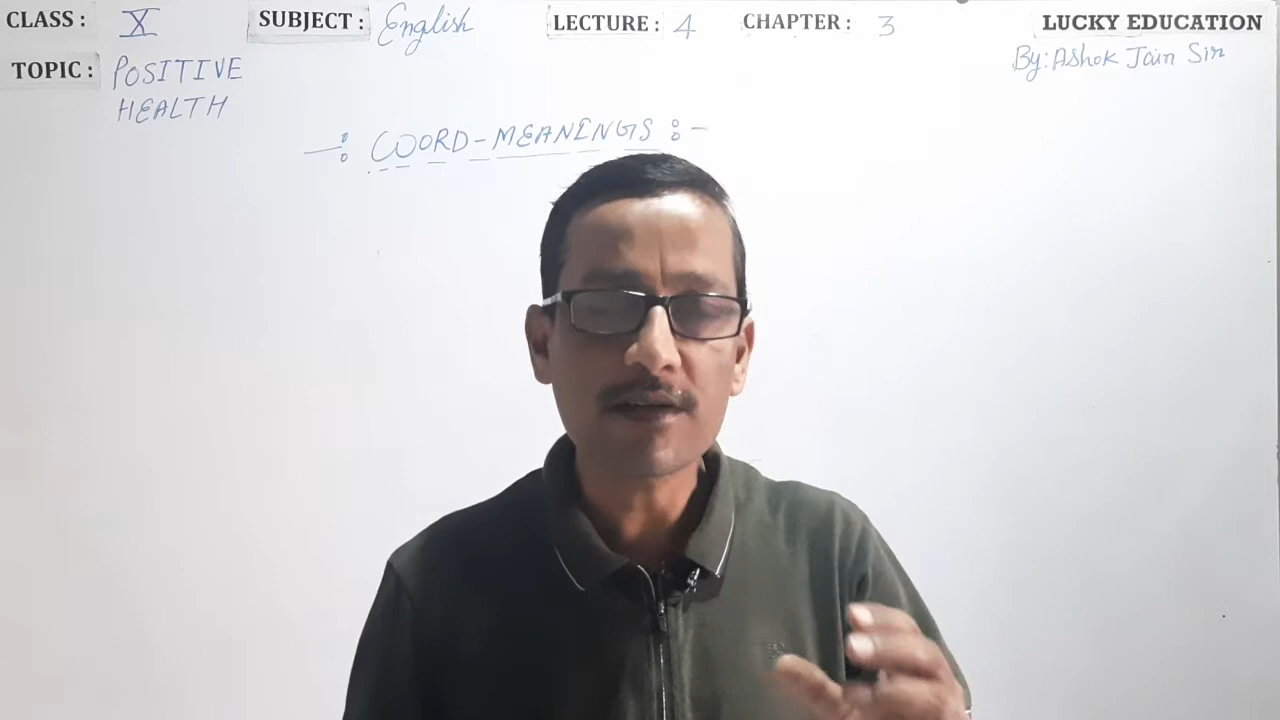 CLASS : X SUBJECT : English LECTURE : 4 CHAPTER : 3 LUCKY EDUCATION
TOPIC : POSITIVE HEALTH By: Ashok Jain Sir
:WORD-MEANINGS:-